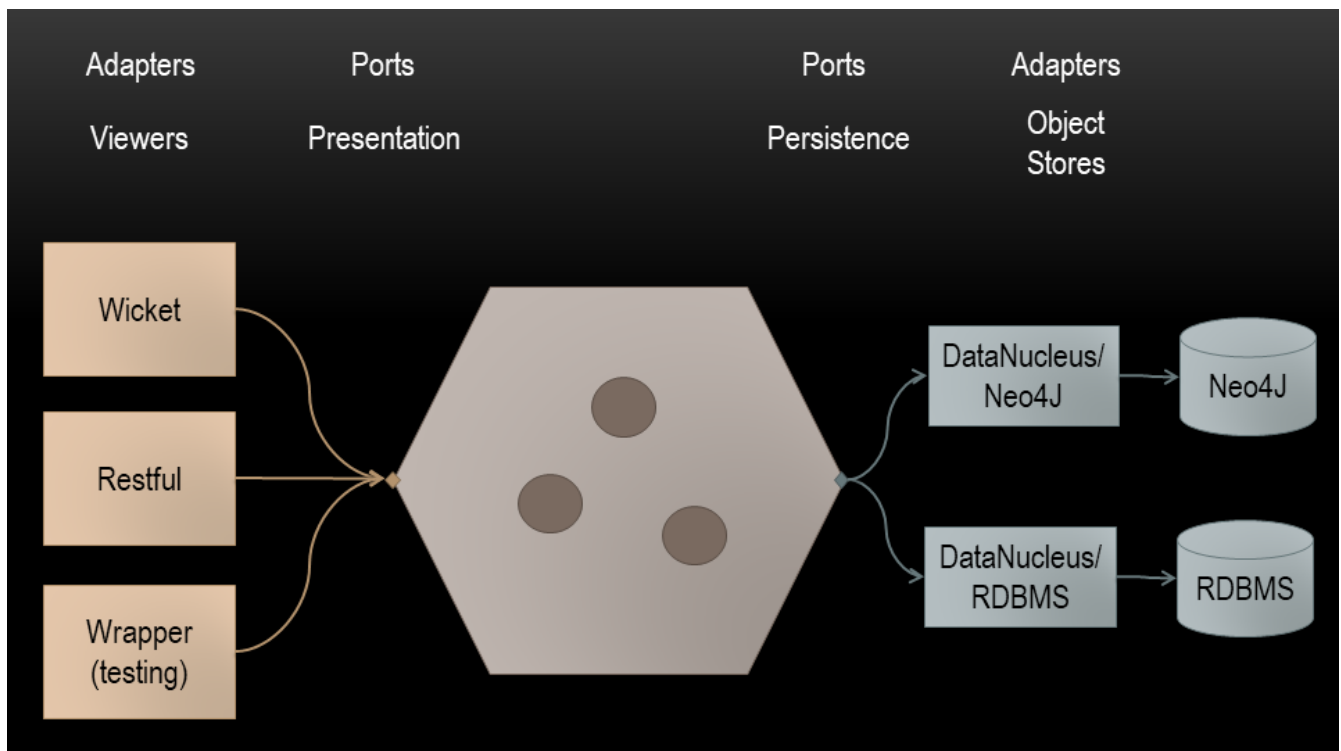 Adapters
Ports
Ports
Adapters
Viewers
Presentation
Persistence
Object
Stores
Wicket
Restful
Wrapper
(testing)
DataNucleus/
Neo4J
Neo4J
DataNucleus/
RDBMS
RDBMS